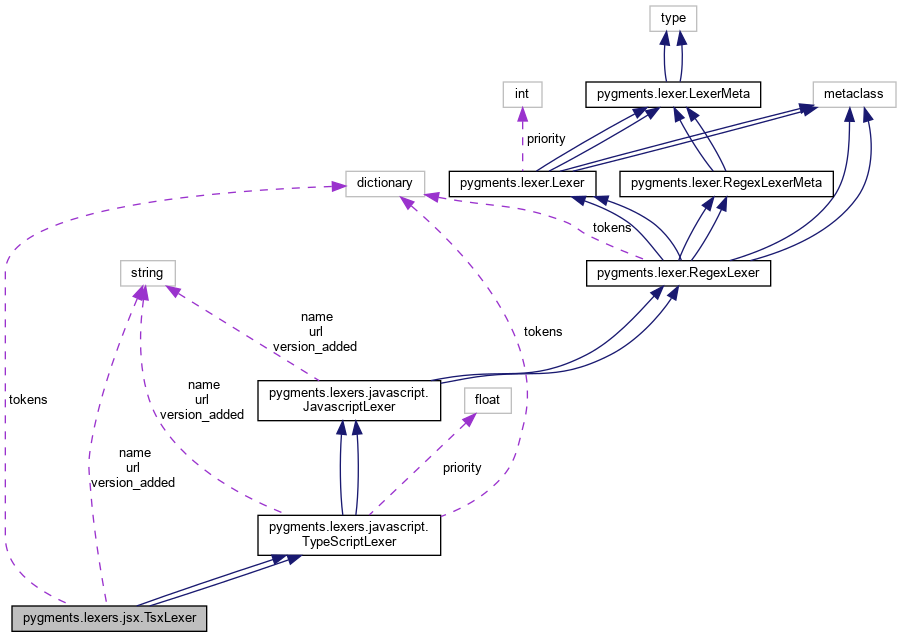 type
int
pygments.lexer.LexerMeta
metaclass
priority
dictionary
pygments.lexer.Lexer
pygments.lexer.RegexLexerMeta
tokens
string
pygments.lexer.RegexLexer
name
url
version_added
tokens
name
url
version_added
pygments.lexers.javascript.
JavascriptLexer
float
tokens
name
url
version_added
priority
pygments.lexers.javascript.
TypeScriptLexer
pygments.lexers.jsx.TsxLexer